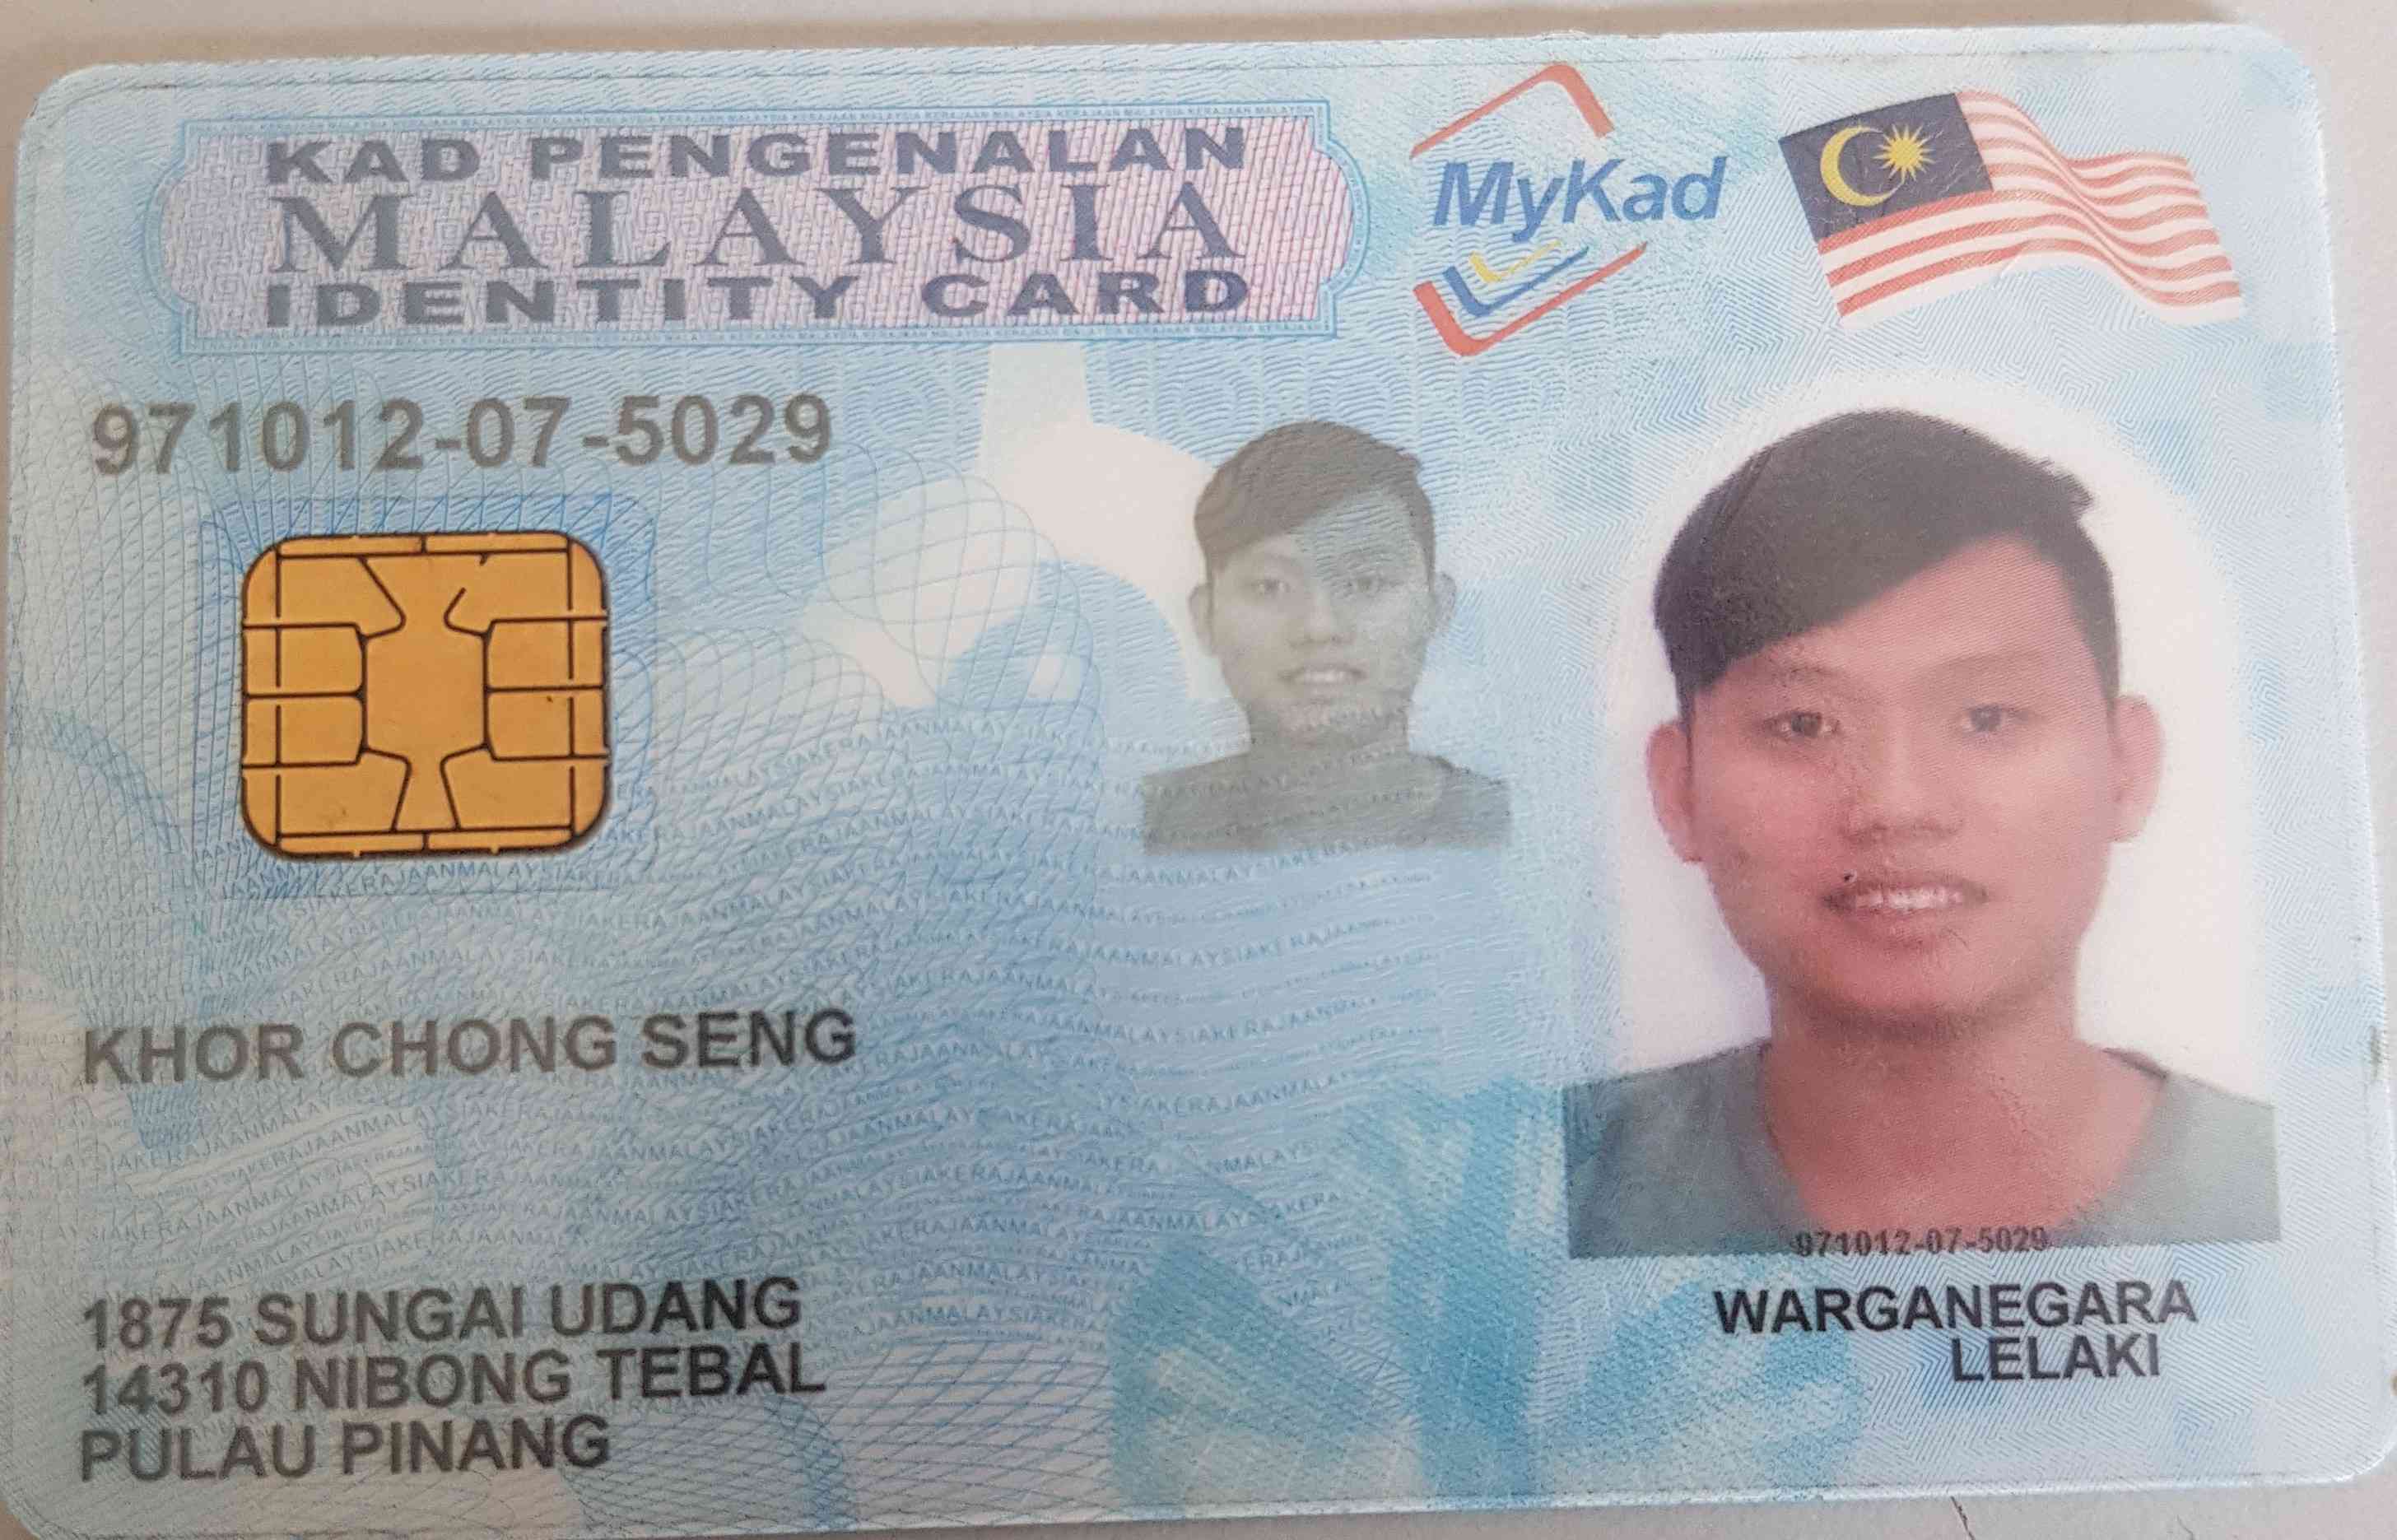 KAD PENGENALAN
MALAYSIA
IDENTITY CARD
MyKad
971012-07-5029
KHOR CHONG SENG
1875 SUNGAI UDANG
14310 NIBONG TEBAL
PULAU PINANG
971012-07-5029
WARGANEGARA
LELAKI